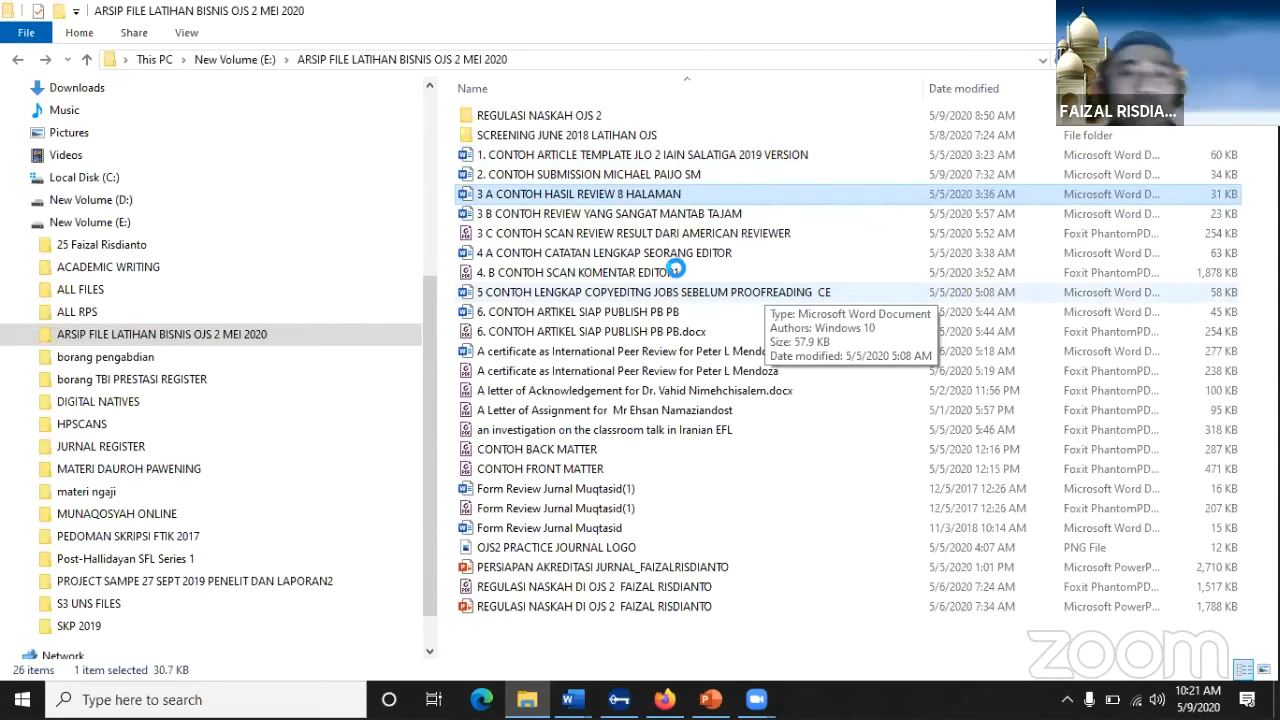 ARSIP FILE LATIHAN BISNIS OJS 2 MEI 2020
File Home Share View
This PC New Volume (E:) ARSIP FILE LATIHAN BISNIS OJS 2 MEI 2020
FAIZAL RISDIA...
Downloads
Music
Pictures
Videos
Local Disk (C:)
New Volume (D:)
New Volume (E:)
25 Faizal Risdianto
ACADEMIC WRITING
ALL FILES
ALL RPS
ARSIP FILE LATIHAN BISNIS OJS 2 MEI 2020
borang pengabdian
borang TBI PRESTASI REGISTER
DIGITAL NATIVES
HPSCANS
JURNAL REGISTER
MATERI DAUROH PAWENING
materi ngaji
MUNAQOSYAH ONLINE
PEDOMAN SKRIPSI FTIK 2017
Post-Hallidayan SFL Series 1
PROJECT SAMPE 27 SEPT 2019 PENELIT DAN LAPORAN2
S3 UNS FILES
SKP 2019
Network
Name Date modified
REGULASI NASKAH OJS 2 5/9/2020 8:50 AM
SCREENING JUNE 2018 LATIHAN OJS 5/8/2020 7:24 AM File folder
1. CONTOH ARTICLE TEMPLATE JLO 2 IAIN SALATIGA 2019 VERSION 5/5/2020 3:23 AM Microsoft Word D... 60 KB
2. CONTOH SUBMISSION MICHAEL PAIJO SM 5/9/2020 7:32 AM Microsoft Word D... 34 KB
3 A CONTOH HASIL REVIEW 8 HALAMAN 5/5/2020 3:36 AM Microsoft Word D... 31 KB
3 B CONTOH REVIEW YANG SANGAT MANTAB TAJAM 5/5/2020 5:57 AM Microsoft Word D... 23 KB
3 C CONTOH SCAN REVIEW RESULT DARI AMERICAN REVIEWER 5/5/2020 5:52 AM Foxit PhantomPD... 254 KB
4 A CONTOH CATATAN LENGKAP SEORANG EDITOR 5/5/2020 3:43 AM Microsoft Word D... 63 KB
4. B CONTOH SCAN KOMENTAR EDITOR1 5/5/2020 3:52 AM Foxit PhantomPD... 1,878 KB
5 CONTOH LENGKAP COPYEDITNG JOBS SEBELUM PROOFREADING CE 5/5/2020 5:08 AM Microsoft Word D... 58 KB
6. CONTOH ARTIKEL SIAP PUBLISH PB PB 5/5/2020 5:44 AM Microsoft Word D... 45 KB
6. CONTOH ARTIKEL SIAP PUBLISH PB PB.docx 5/5/2020 5:44 AM Foxit PhantomPD... 254 KB
A certificate as International Peer Review for Peter L Mendo 5/6/2020 5:18 AM Microsoft Word D... 277 KB
A certificate as International Peer Review for Peter L Mendoza 5/6/2020 5:19 AM Foxit PhantomPD... 238 KB
A letter of Acknowledgement for Dr. Vahid Nimehchisalem.docx 5/2/2020 11:56 PM Foxit PhantomPD... 100 KB
A Letter of Assignment for Mr Ehsan Namaziandost 5/1/2020 5:57 PM Foxit PhantomPD... 95 KB
an investigation on the classroom talk in Iranian EFL 5/5/2020 5:46 AM Foxit PhantomPD... 318 KB
CONTOH BACK MATTER 5/5/2020 12:16 PM Foxit PhantomPD... 287 KB
CONTOH FRONT MATTER 5/5/2020 12:15 PM Foxit PhantomPD... 471 KB
Form Review Jurnal Muqtasid(1) 12/5/2017 12:26 AM Microsoft Word D... 16 KB
Form Review Jurnal Muqtasid(1) 12/5/2017 12:26 AM Foxit PhantomPD... 207 KB
Form Review Jurnal Muqtasid 11/3/2018 10:14 AM Microsoft Word D... 15 KB
OJS2 PRACTICE JOURNAL LOGO 5/5/2020 4:07 AM PNG File 12 KB
PERSIAPAN AKREDITASI JURNAL_FAIZALRISDIANTO 5/5/2020 1:01 PM Microsoft PowerP... 2,710 KB
REGULASI NASKAH DI OJS 2 FAIZAL RISDIANTO 5/6/2020 7:24 AM Foxit PhantomPD... 1,517 KB
REGULASI NASKAH DI OJS 2 FAIZAL RISDIANTO 5/6/2020 7:34 AM Microsoft PowerP... 1,788 KB
Type: Microsoft Word Document
Authors: Windows 10
Size: 57.9 KB
Date modified: 5/5/2020 5:08 AM
zoom
26 items 1 item selected 30.7 KB
Type here to search
10:21 AM
5/9/2020